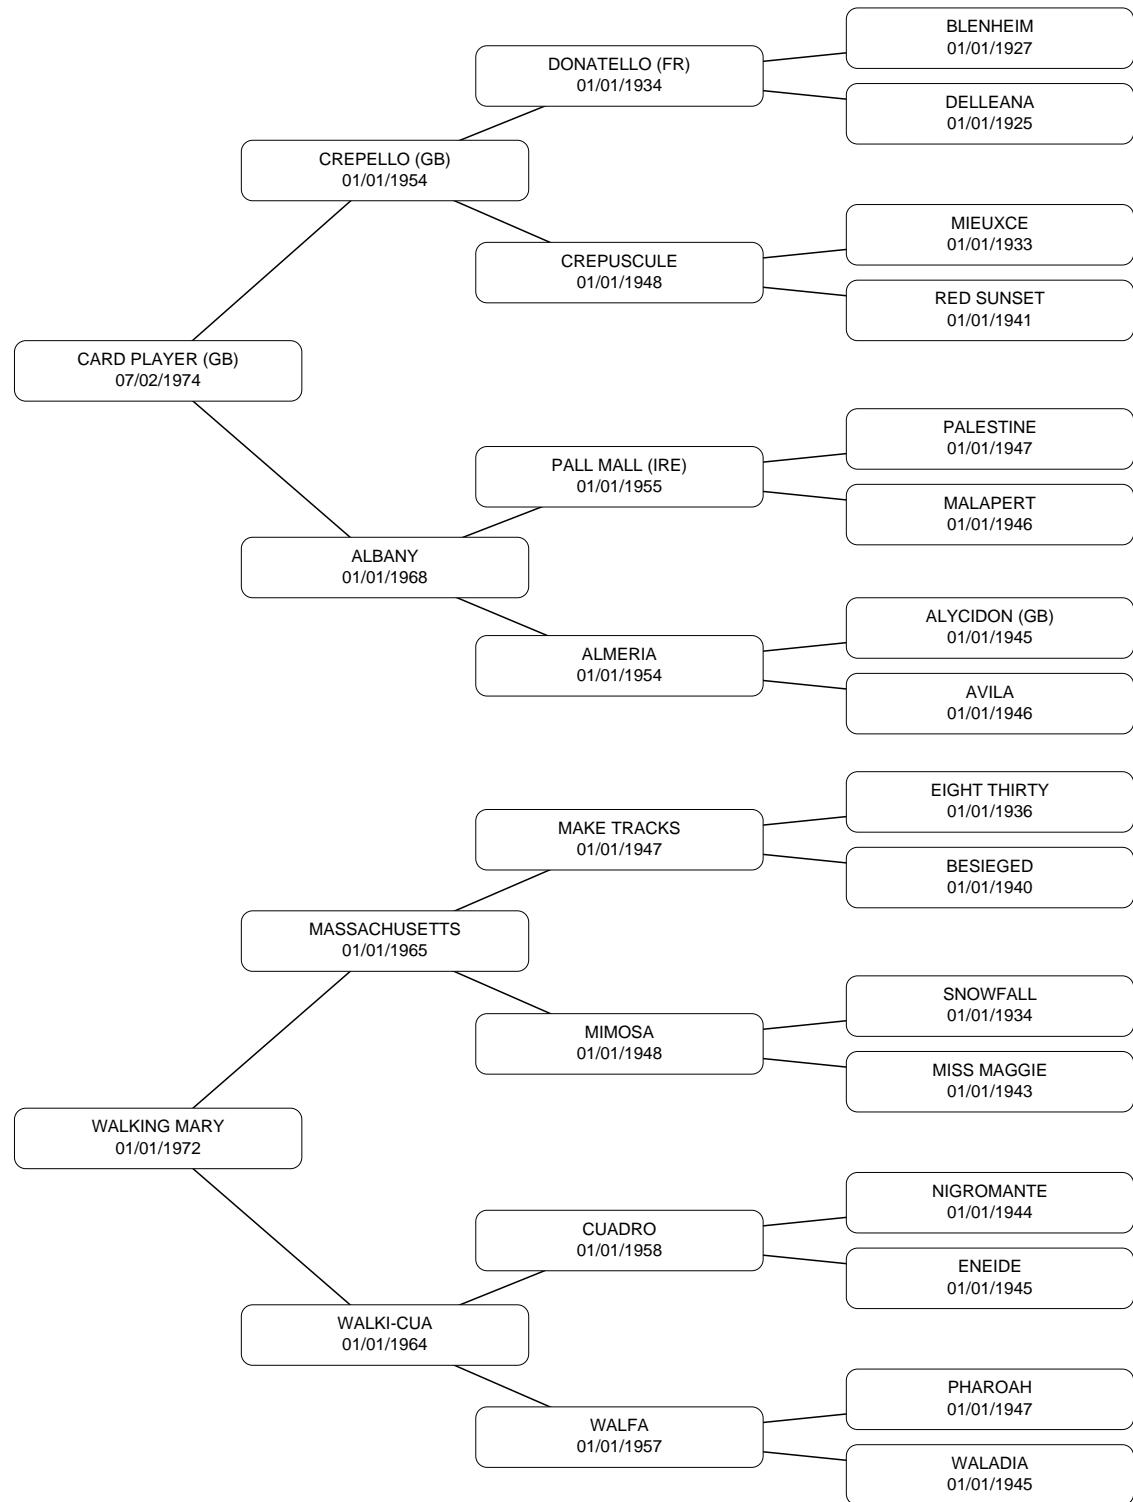 BLENHEIM
01/01/1927
DONATELLO (FR)
01/01/1934
DELLEANA
01/01/1925
CREPELLO (GB)
01/01/1954
MIEUXCE
01/01/1933
CREPUSCULE
01/01/1948
RED SUNSET
01/01/1941
CARD PLAYER (GB)
07/02/1974
PALESTINE
01/01/1947
PALL MALL (IRE)
01/01/1955
MALAPERT
01/01/1946
ALBANY
01/01/1968
ALYCIDON (GB)
01/01/1945
ALMERIA
01/01/1954
AVILA
01/01/1946
EIGHT THIRTY
01/01/1936
MAKE TRACKS
01/01/1947
BESIEGED
01/01/1940
MASSACHUSETTS
01/01/1965
SNOWFALL
01/01/1934
MIMOSA
01/01/1948
MISS MAGGIE
01/01/1943
WALKING MARY
01/01/1972
NIGROMANTE
01/01/1944
CUADRO
01/01/1958
ENEIDE
01/01/1945
WALKI-CUA
01/01/1964
PHAROAH
01/01/1947
WALFA
01/01/1957
WALADIA
01/01/1945